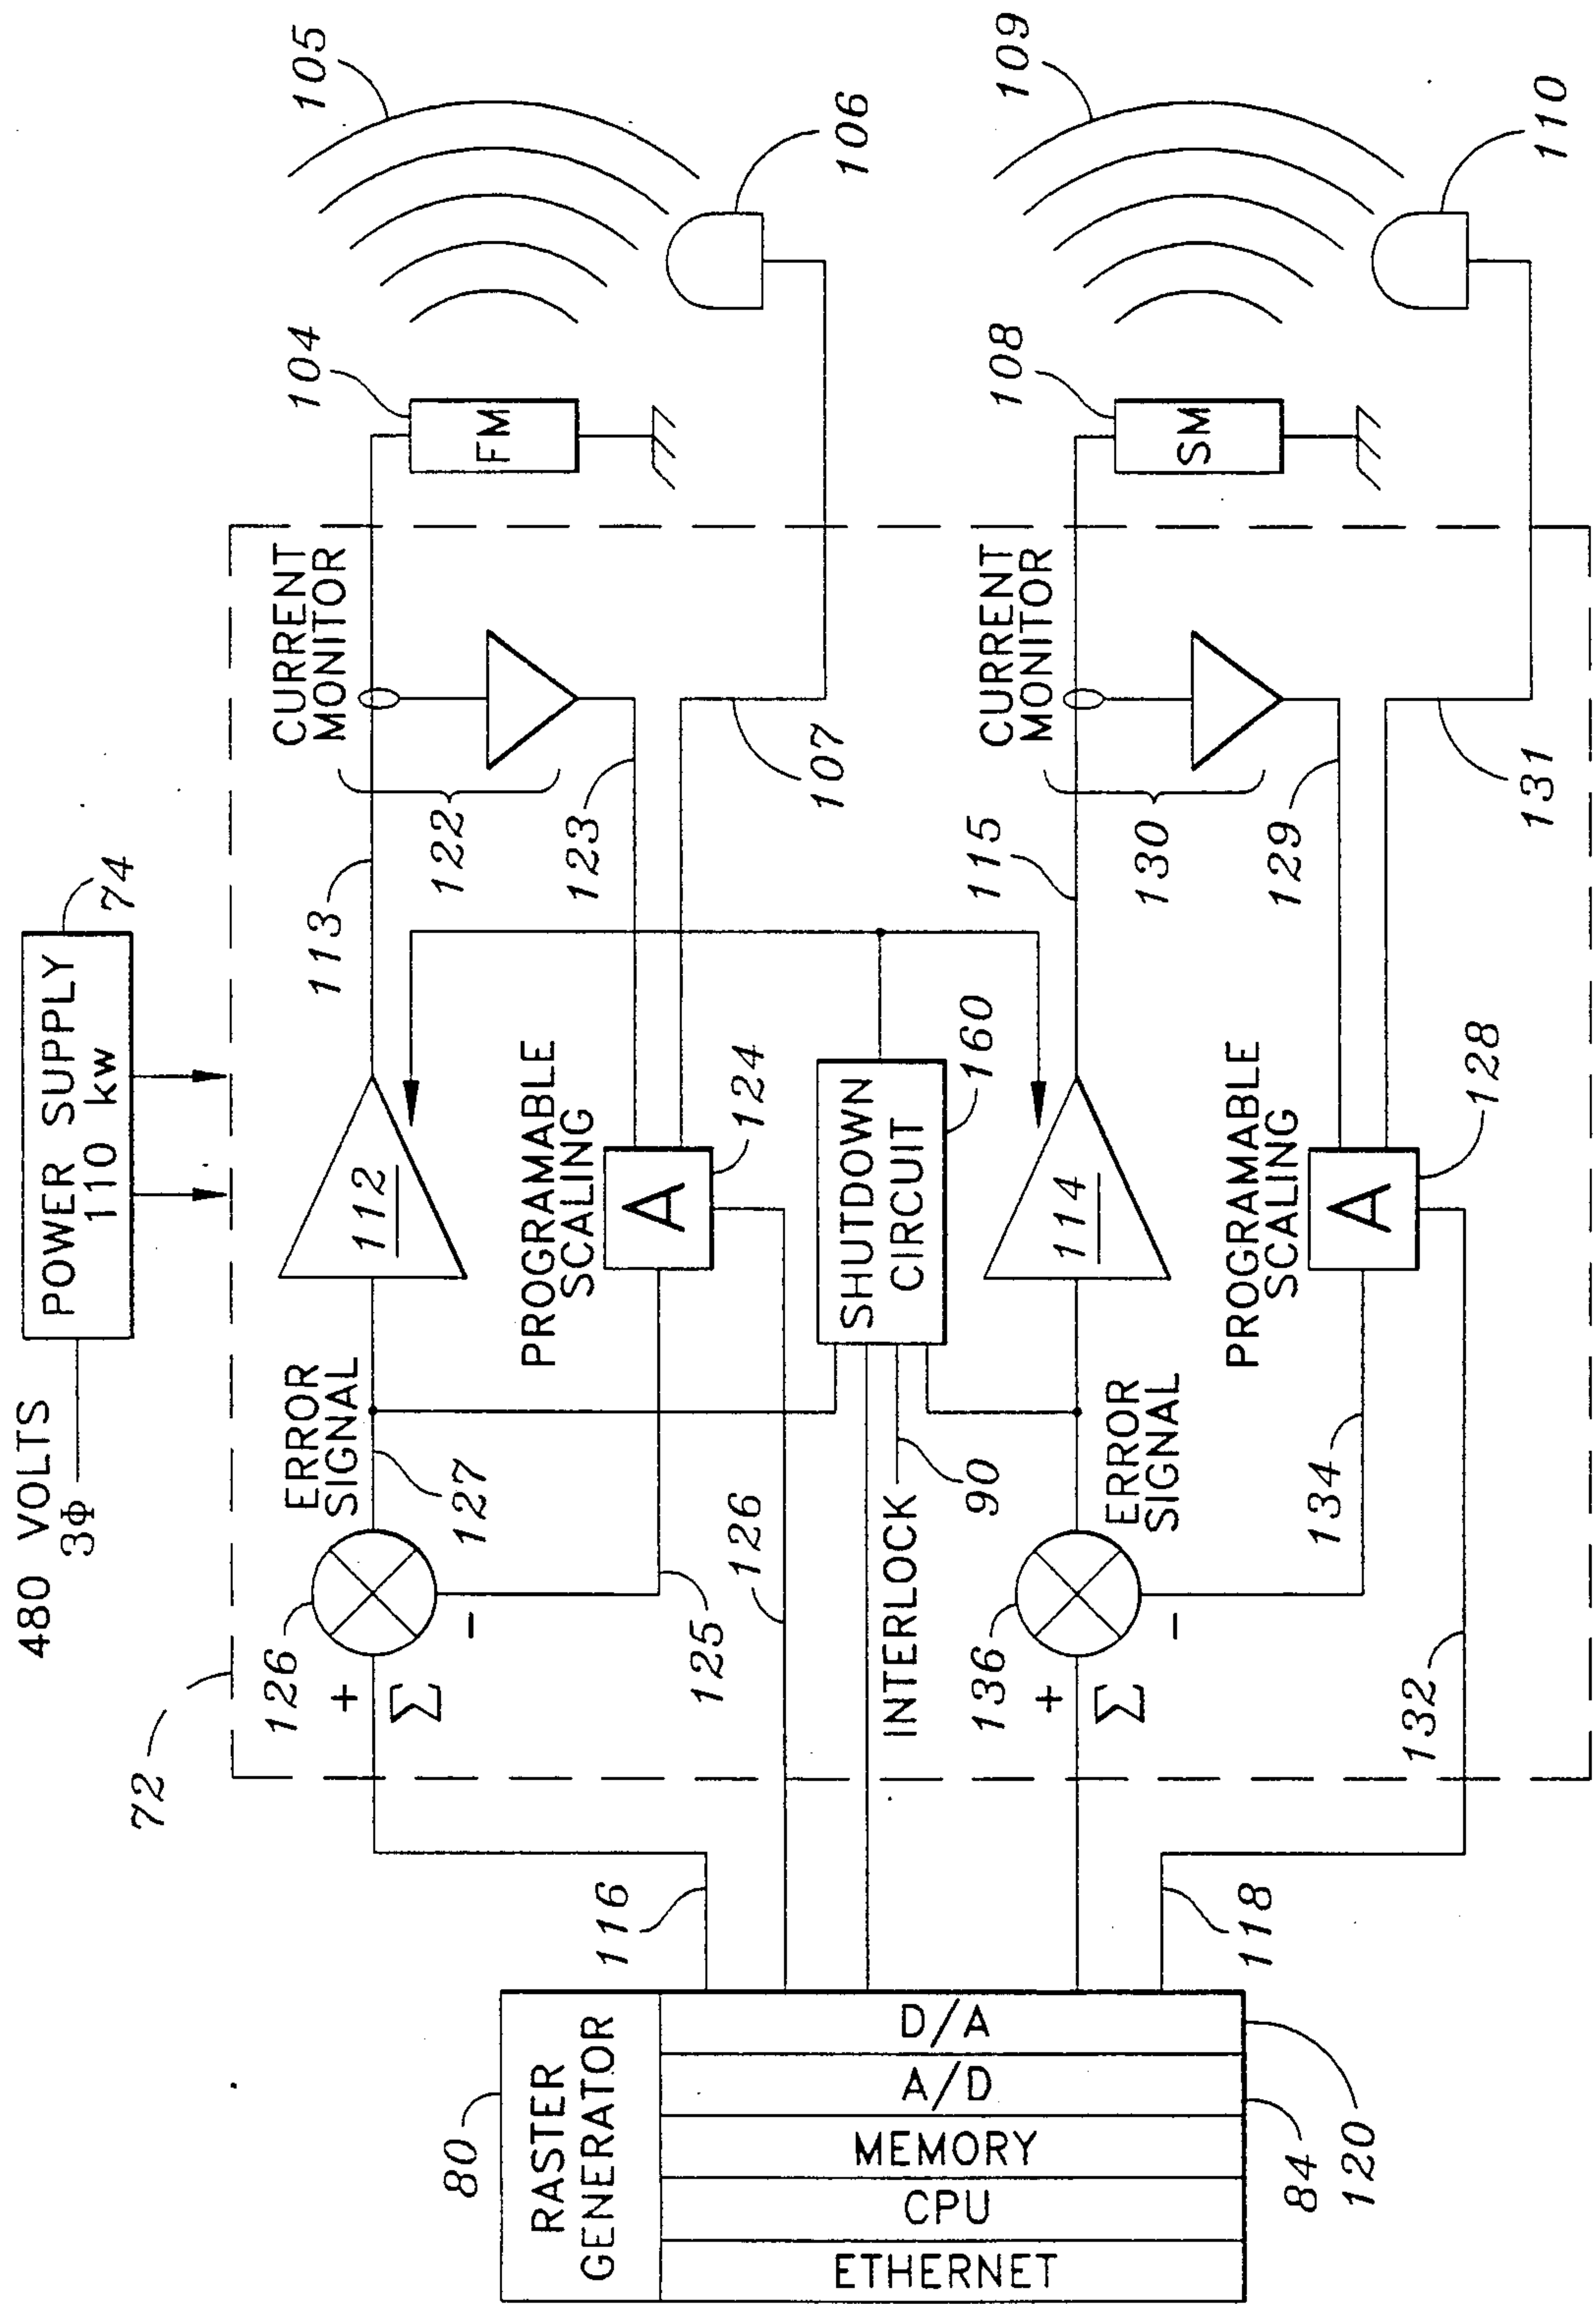 480 VOLTS
3Φ
POWER SUPPLY
110 kw
74
72
105
104
FM
106
CURRENT
MONITOR
113
122
123
107
112
ERROR
SIGNAL
127
126
+
Σ
-
PROGRAMABLE
SCALING
A
124
125
126
116
SHUTDOWN
CIRCUIT
160
INTERLOCK
90
109
108
SM
110
CURRENT
MONITOR
115
130
129
131
114
ERROR
SIGNAL
136
+
Σ
-
PROGRAMABLE
SCALING
A
128
134
132
118
80
RASTER
GENERATOR
D/A
A/D
MEMORY
CPU
ETHERNET
84
120